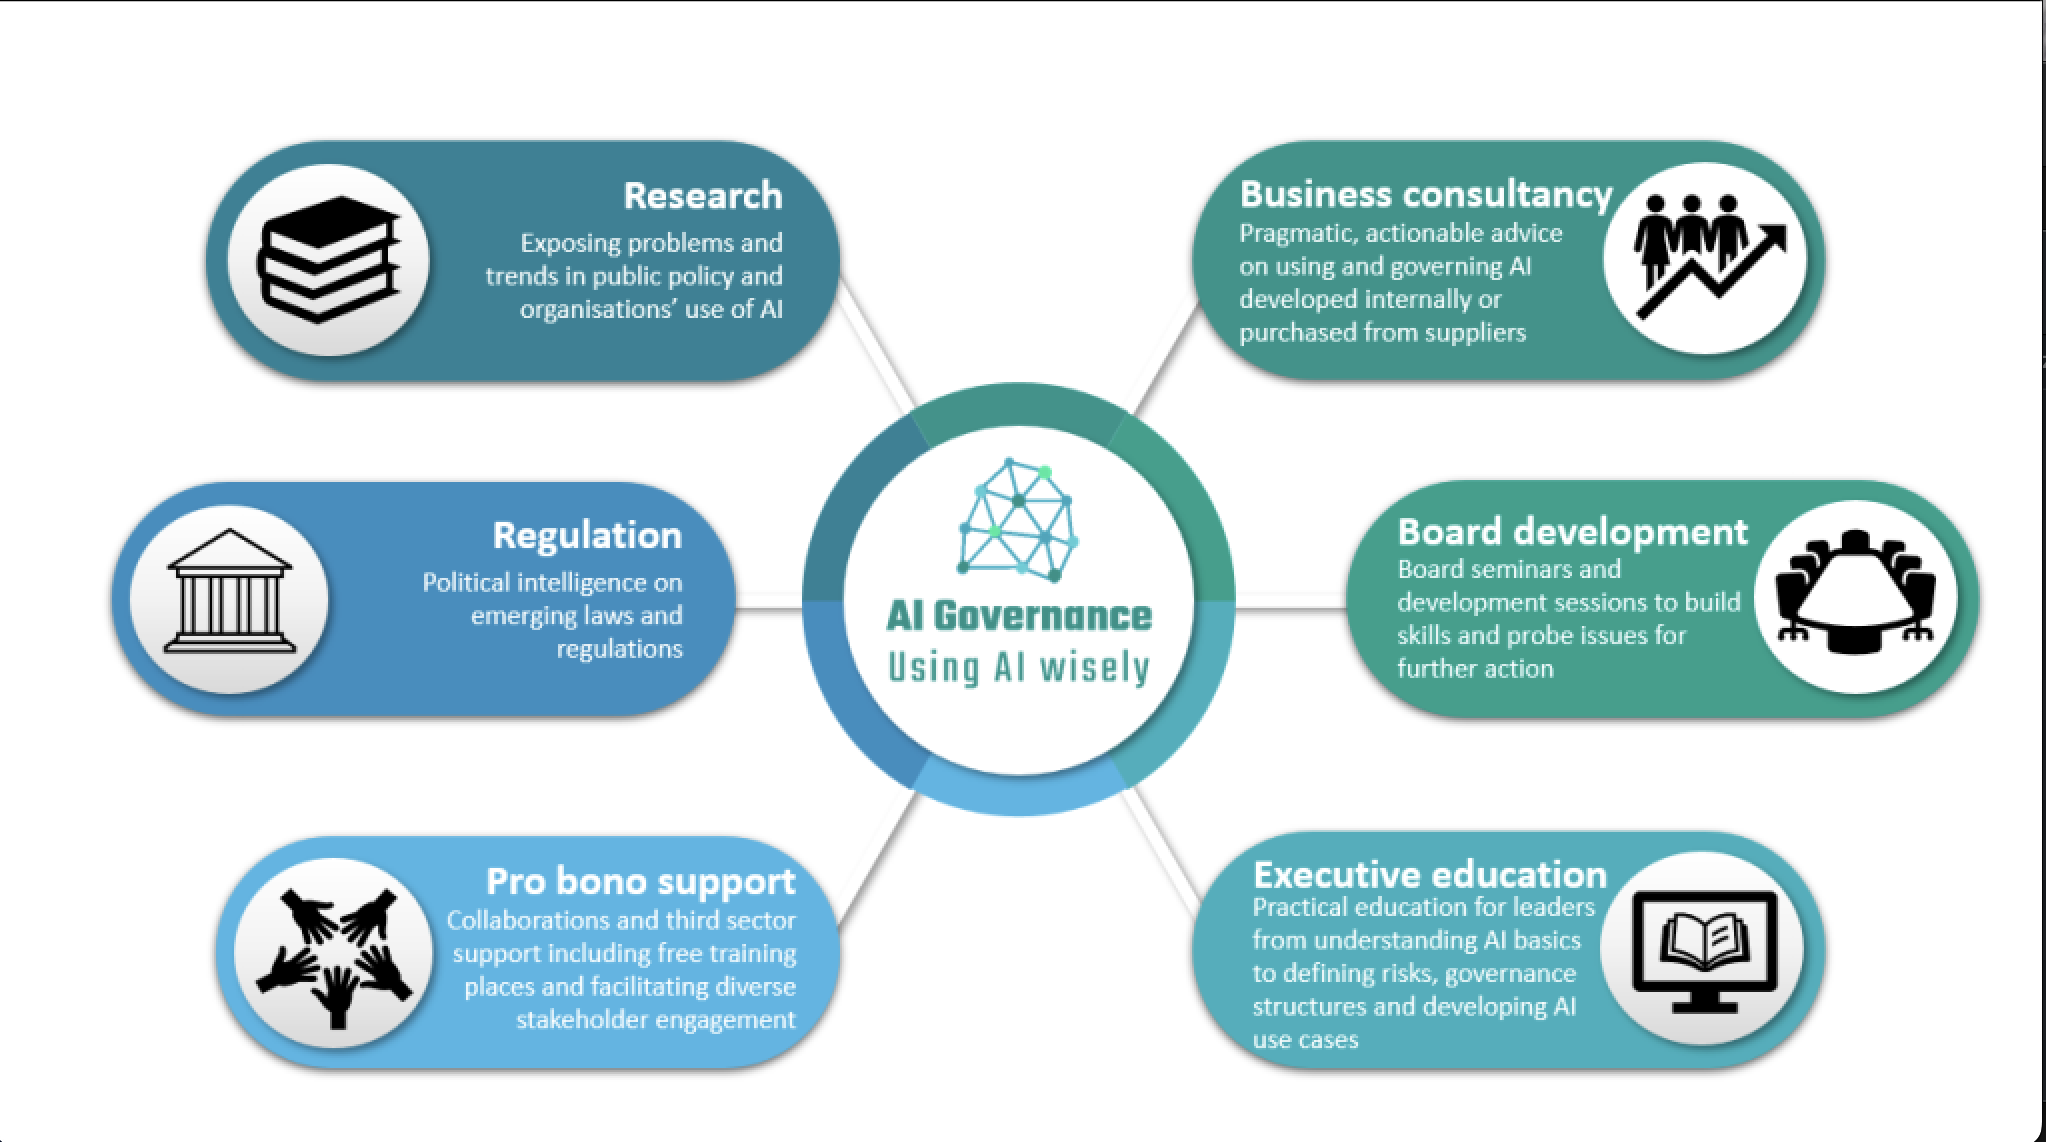 Research
Exposing problems and
trends in public policy and
organisations’ use of AI
Business consultancy
Pragmatic, actionable advice
on using and governing AI
developed internally or
purchased from suppliers
Regulation
Political intelligence on
emerging laws and
regulations
AI Governance
Using AI wisely
Board development
Board seminars and
development sessions to build
skills and probe issues for
further action
Pro bono support
Collaborations and third sector
support including free training
places and facilitating diverse
stakeholder engagement
Executive education
Practical education for leaders
from understanding AI basics
to defining risks, governance
structures and developing AI
use cases